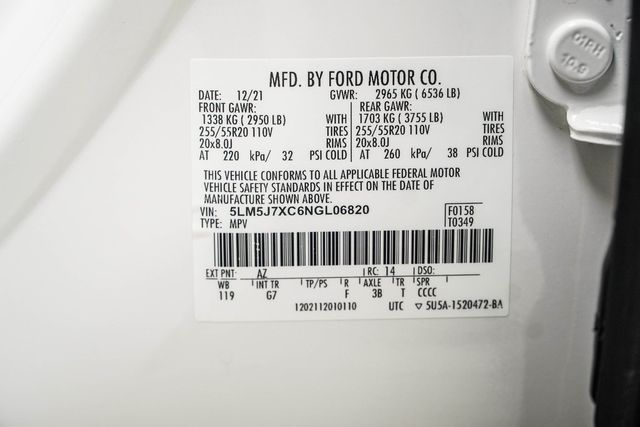 MFD. BY FORD MOTOR CO.
DATE: 12/21 GVWR: 2965 KG ( 6536 LB)
FRONT GAWR: REAR GAWR:
1338 KG ( 2950 LB) WITH 1703 KG ( 3755 LB) WITH
255/55R20 110V TIRES 255/55R20 110V TIRES
20x8.0J RIMS 20x8.0J RIMS
AT 220 kPa/ 32 PSI COLD AT 260 kPa/ 38 PSI COLD
THIS VEHICLE CONFORMS TO ALL APPLICABLE FEDERAL MOTOR
VEHICLE SAFETY STANDARDS IN EFFECT ON THE DATE OF
MANUFACTURE SHOWN ABOVE.
VIN: 5LM5J7XC6NGL06820 F0158
TYPE: MPV T0349
EXT PNT: AZ RC: 14 DSO:
WB INT TR TP/PS R AXLE TR SPR
119 G7 F 3B T CCCC
1202112010110 UTC ▽ 5U5A-1520472-BA
01RH
10.9